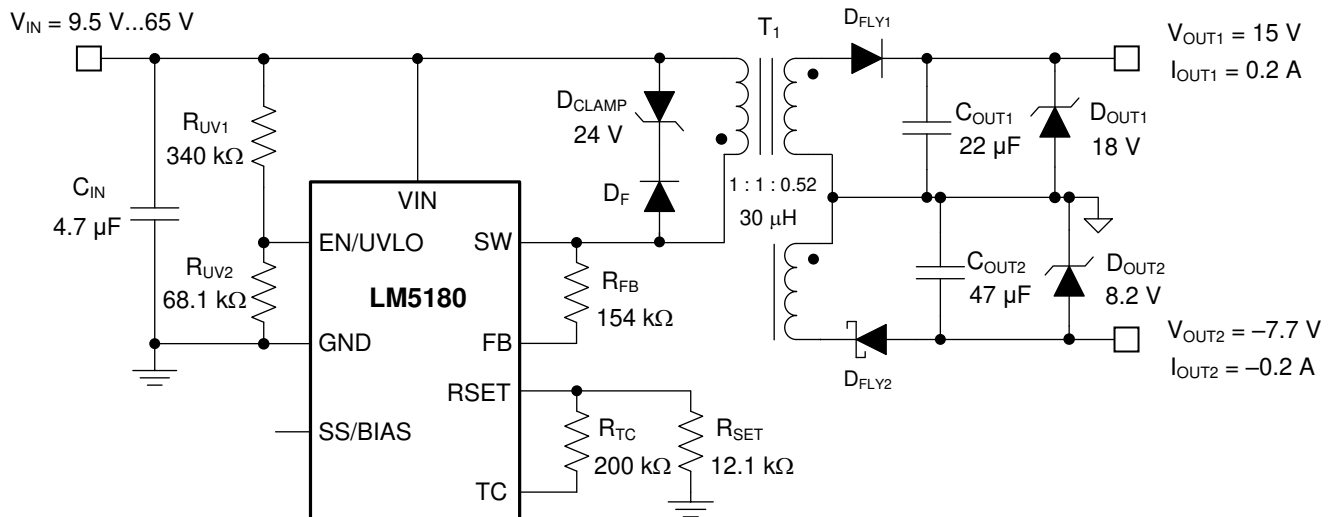 V_IN = 9.5 V...65 V
T_1
D_FLY1
V_OUT1 = 15 V
I_OUT1 = 0.2 A
D_CLAMP
24 V
R_UV1
340 kΩ
C_OUT1
22 µF
D_OUT1
18 V
C_IN
4.7 µF
VIN
D_F
1 : 1 : 0.52
30 µH
EN/UVLO
SW
R_UV2
68.1 kΩ
LM5180
R_FB
154 kΩ
C_OUT2
47 µF
D_OUT2
8.2 V
GND
FB
V_OUT2 = –7.7 V
I_OUT2 = –0.2 A
D_FLY2
RSET
SS/BIAS
R_TC
200 kΩ
R_SET
12.1 kΩ
TC